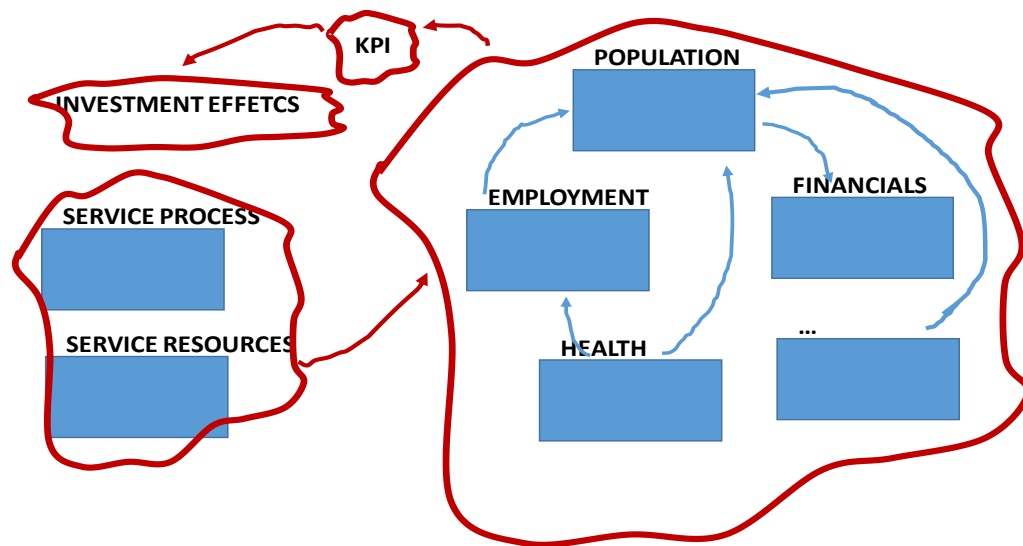 KPI
POPULATION
INVESTMENT EFFETCS
EMPLOYMENT
FINANCIALS
SERVICE PROCESS
...
SERVICE RESOURCES
HEALTH